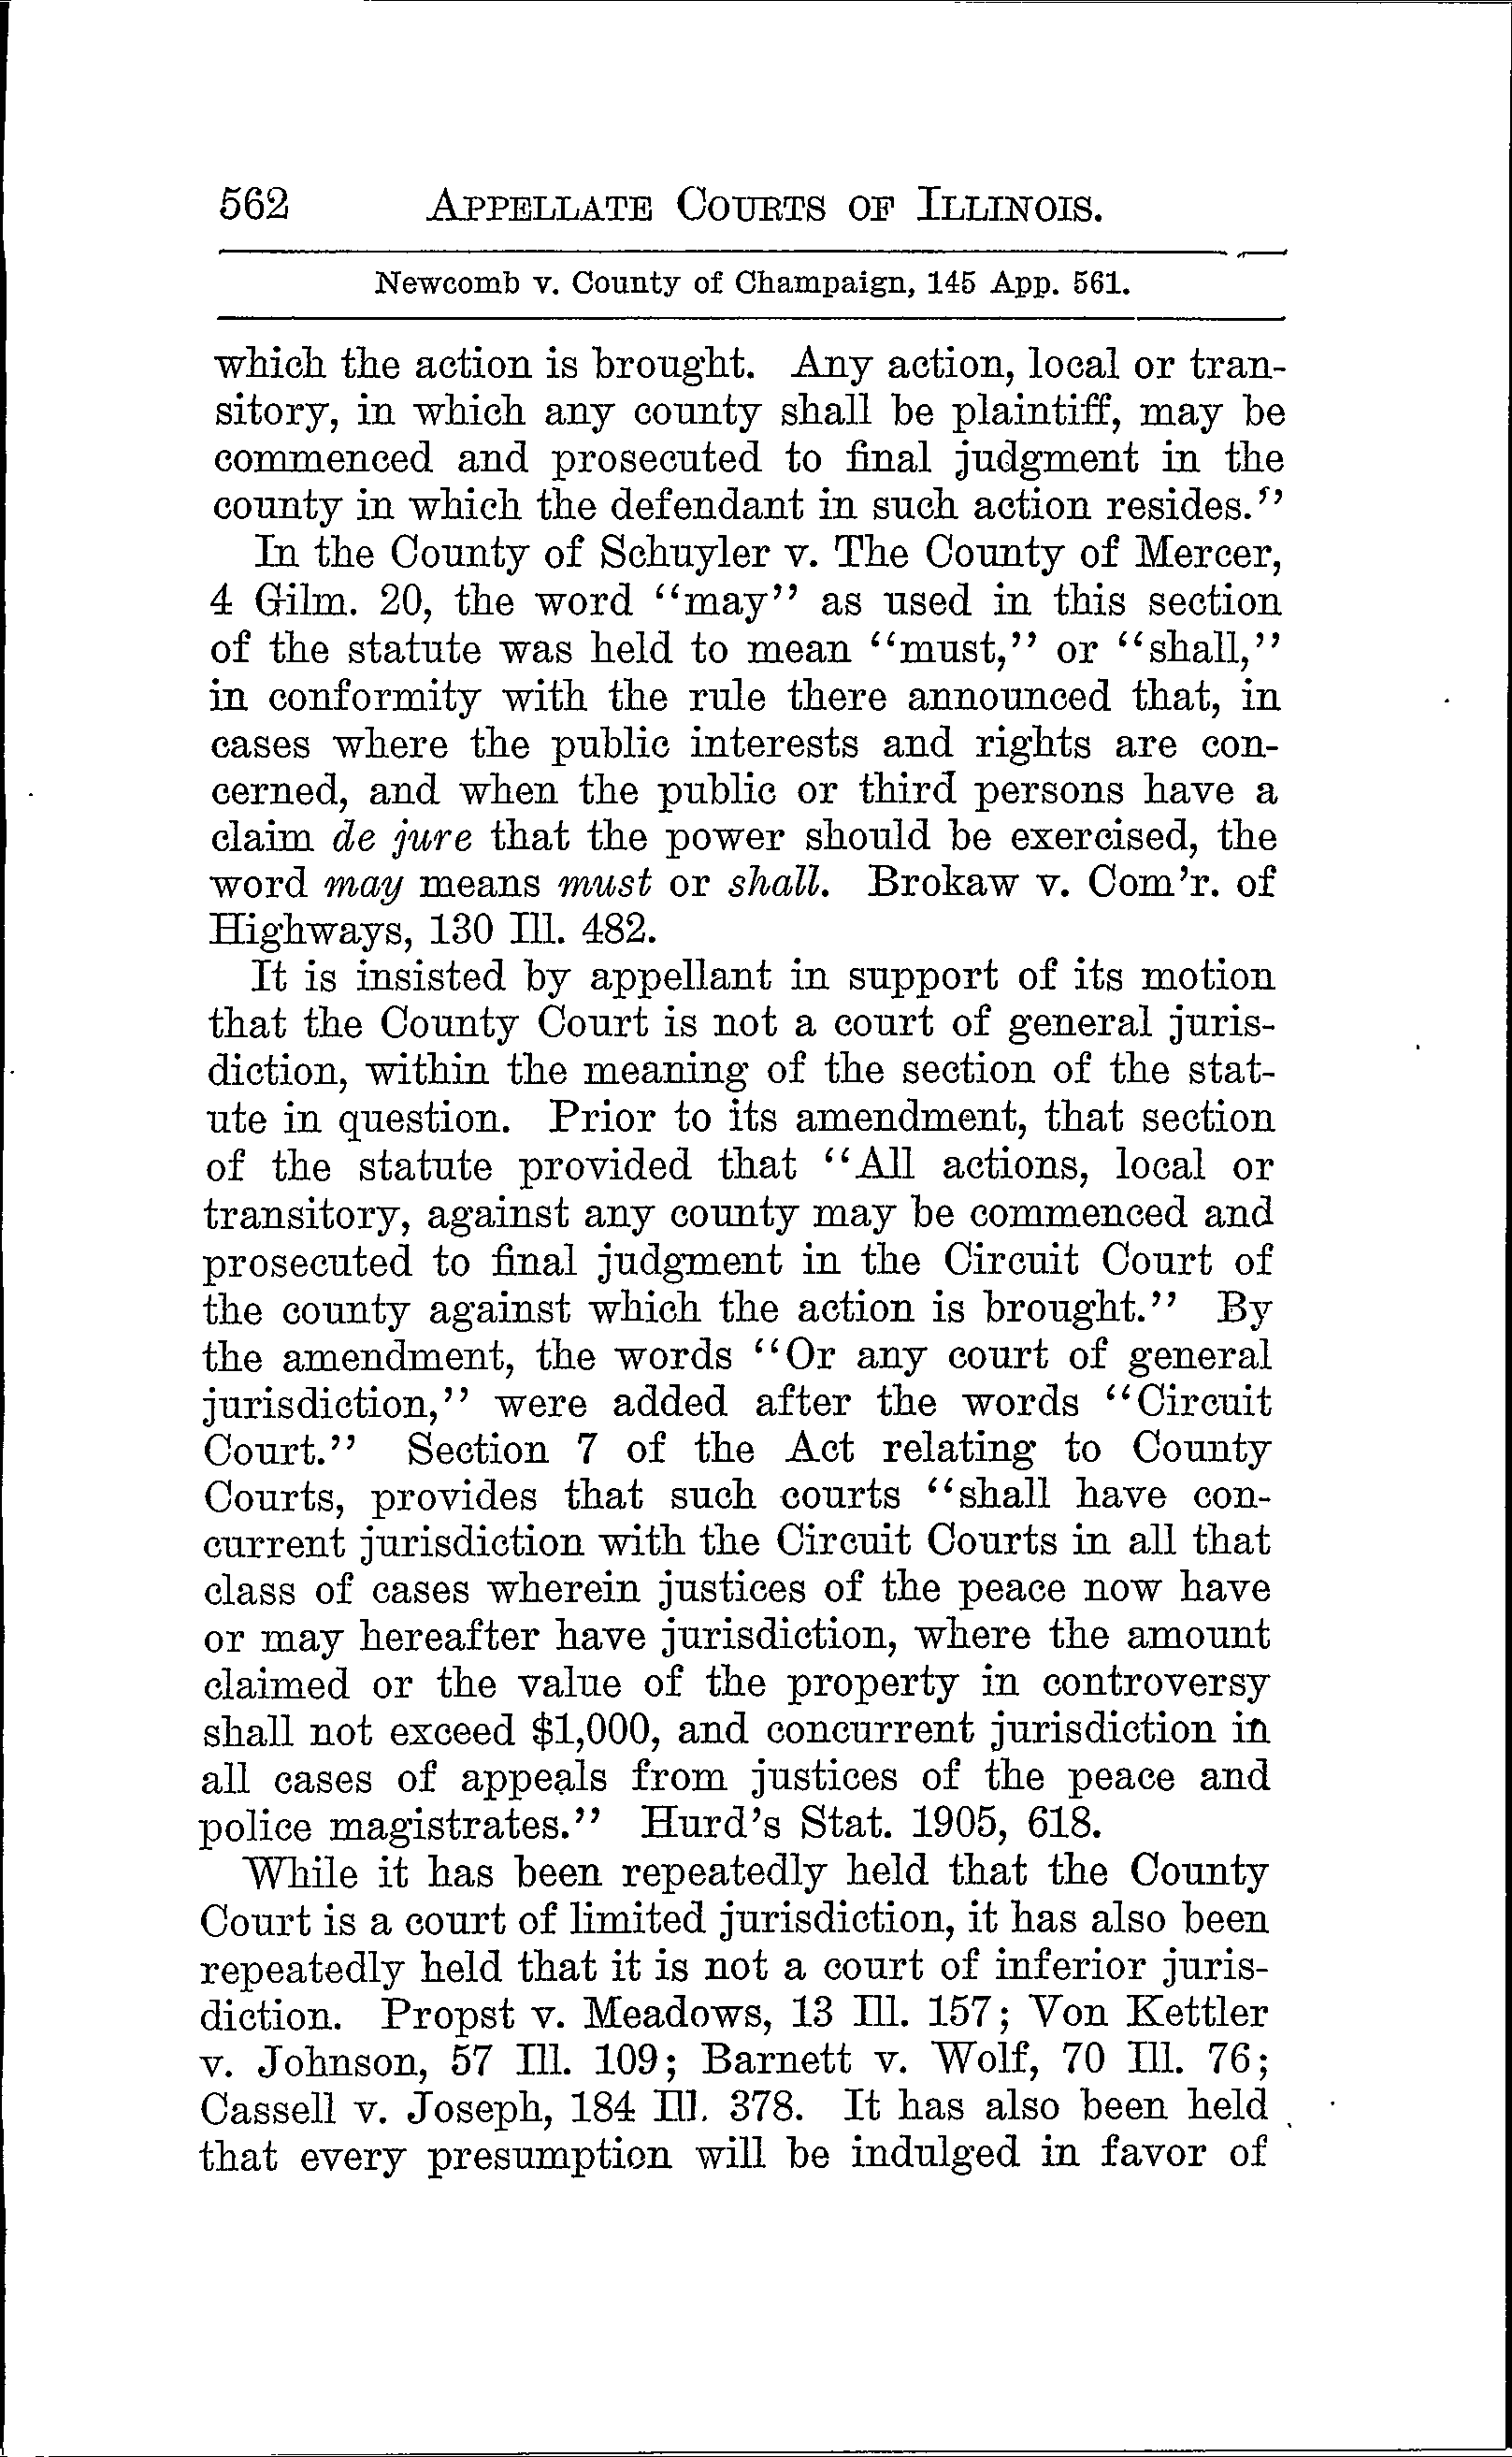 562 APPELLATE COURTS OF ILLINOIS.
Newcomb v. County of Champaign, 145 App. 561.
which the action is brought. Any action, local or tran-
sitory, in which any county shall be plaintiff, may be
commenced and prosecuted to final judgment in the
county in which the defendant in such action resides.''
In the County of Schuyler v. The County of Mercer,
4 Gilm. 20, the word ''may'' as used in this section
of the statute was held to mean ''must,'' or ''shall,''
in conformity with the rule there announced that, in
cases where the public interests and rights are con-
cerned, and when the public or third persons have a
claim de jure that the power should be exercised, the
word may means must or shall. Brokaw v. Com'r. of
Highways, 130 Ill. 482.
It is insisted by appellant in support of its motion
that the County Court is not a court of general juris-
diction, within the meaning of the section of the stat-
ute in question. Prior to its amendment, that section
of the statute provided that ''All actions, local or
transitory, against any county may be commenced and
prosecuted to final judgment in the Circuit Court of
the county against which the action is brought.'' By
the amendment, the words ''Or any court of general
jurisdiction,'' were added after the words ''Circuit
Court.'' Section 7 of the Act relating to County
Courts, provides that such courts ''shall have con-
current jurisdiction with the Circuit Courts in all that
class of cases wherein justices of the peace now have
or may hereafter have jurisdiction, where the amount
claimed or the value of the property in controversy
shall not exceed $1,000, and concurrent jurisdiction in
all cases of appeals from justices of the peace and
police magistrates.'' Hurd's Stat. 1905, 618.
While it has been repeatedly held that the County
Court is a court of limited jurisdiction, it has also been
repeatedly held that it is not a court of inferior juris-
diction. Propst v. Meadows, 13 Ill. 157; Von Kettler
v. Johnson, 57 Ill. 109; Barnett v. Wolf, 70 Ill. 76;
Cassell v. Joseph, 184 Ill. 378. It has also been held
that every presumption will be indulged in favor of